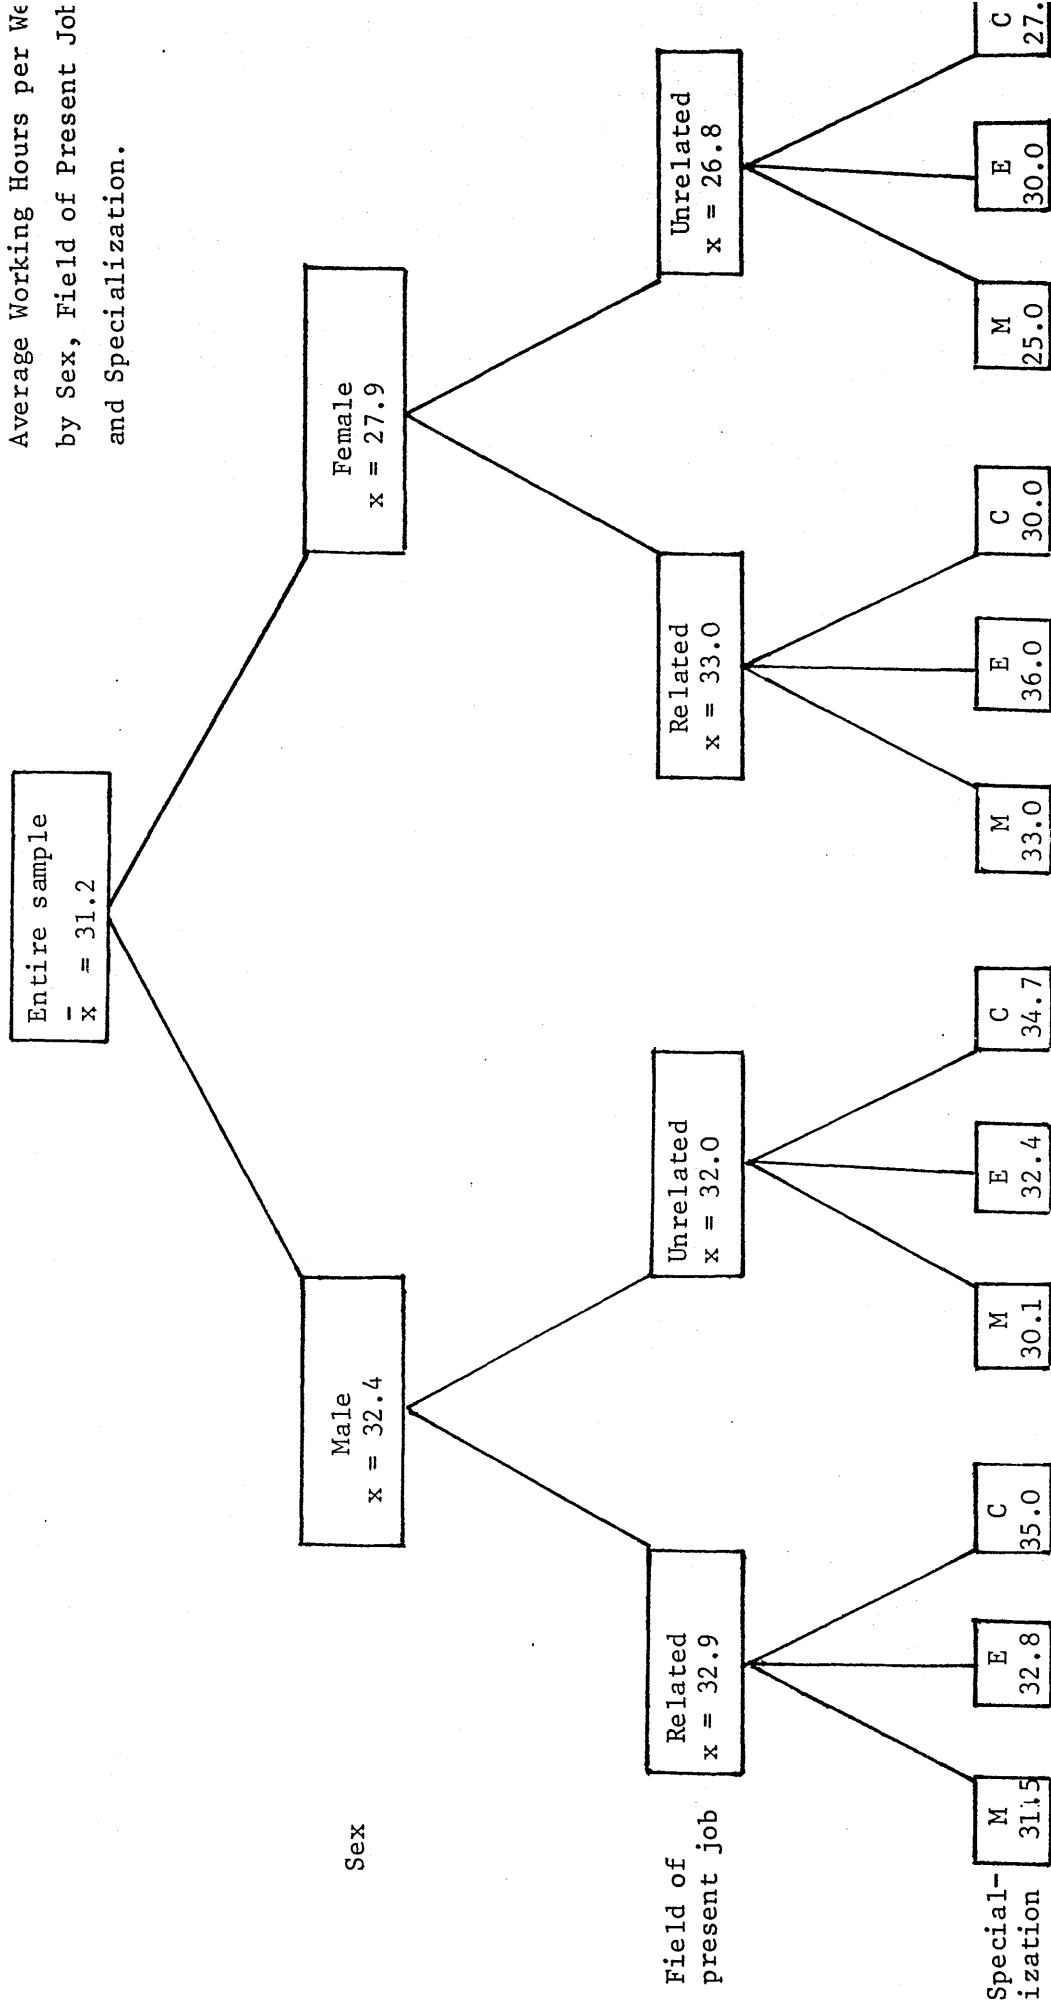 Average Working Hours per
by Sex, Field of Present
and Specialization.
Entire sample
x̄ = 31.2
Sex
Male
x = 32.4
Female
x = 27.9
Field of
present job
Related
x = 32.9
Unrelated
x = 32.0
Related
x = 33.0
Unrelated
x = 26.8
Special-
ization
M
31.5
E
32.8
C
35.0
M
30.1
E
32.4
C
34.7
M
33.0
E
36.0
C
30.0
M
25.0
E
30.0
C
27.